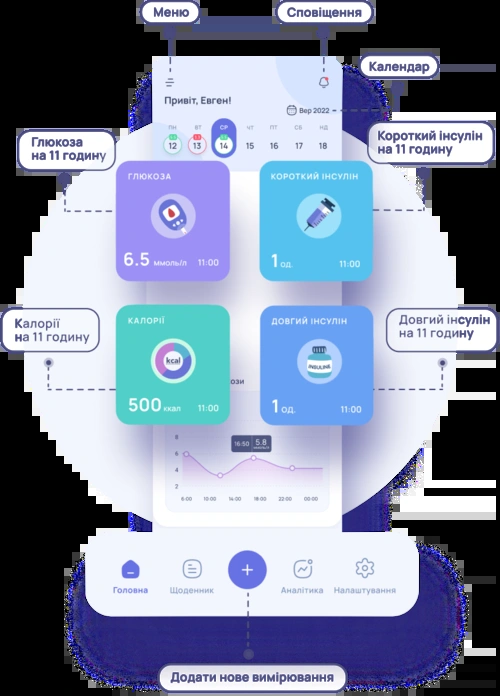 Меню
Сповіщення
Календар
Привіт, Евген!
Вер 2022
ПН ВТ СР ЧТ ПТ СБ НД
12 13 14 15 16 17 18
Глюкоза
на 11 годину
Короткий інсулін
на 11 годину
ГЛЮКОЗА
6.5 ммоль/л 11:00
КОРОТКИЙ ІНСУЛІН
1 од. 11:00
Калорії
на 11 годину
Довгий інсулін
на 11 годину
КАЛОРІЇ
kcal
500 ккал 11:00
ДОВГИЙ ІНСУЛІН
INSULINE
1 од. 11:00
ози
16:50 5.8
8
6
4
2
6:00 10:00 14:00 18:00 22:00 00:00
Головна
Щоденник
+
Аналітика
Налаштування
Додати нове вимірювання